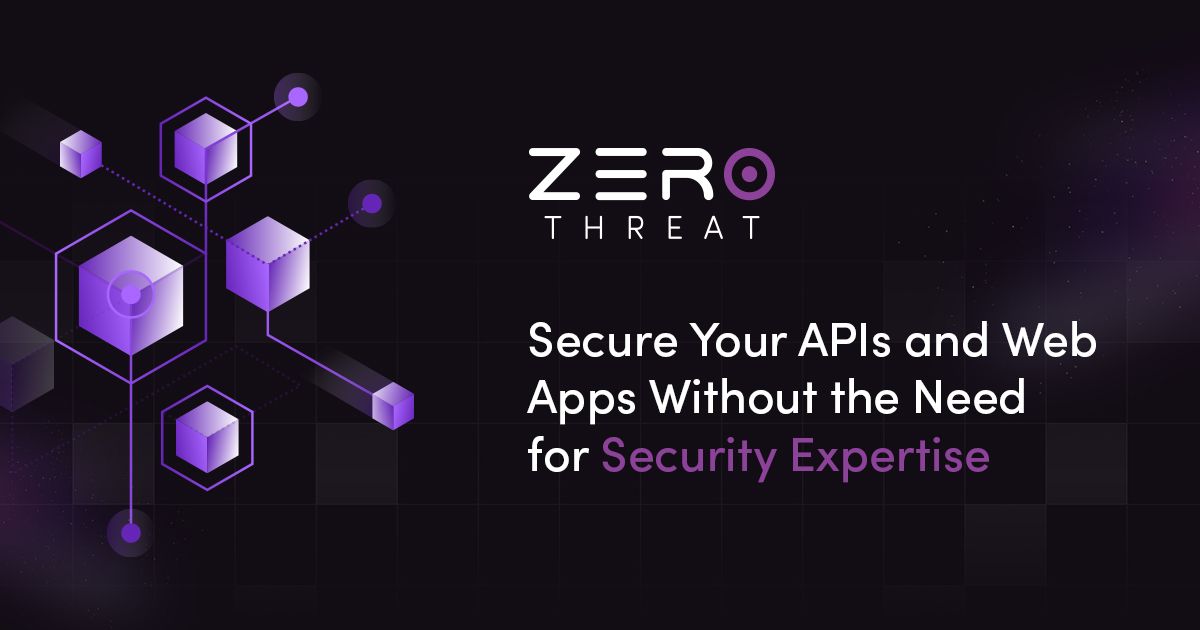 ZERO
THREAT
Secure Your APIs and Web
Apps Without the Need
for Security Expertise